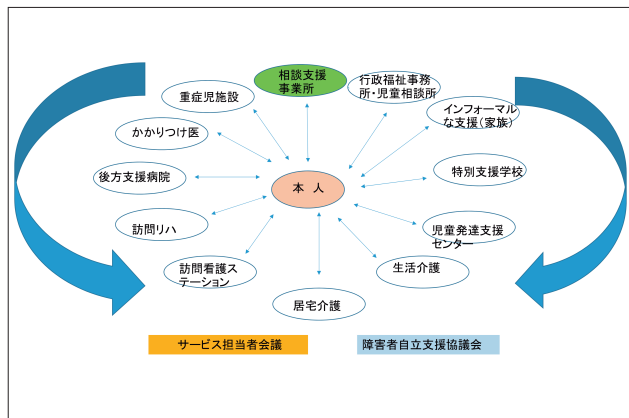 相談支援
事業所
行政福祉事務
所・児童相談所
重症児施設
インフォーマル
な支援（家族）
かかりつけ医
特別支援学校
後方支援病院
本　人
訪問リハ
児童発達支援
センター
訪問看護ス
テーション
生活介護
居宅介護
サービス担当者会議
障害者自立支援協議会